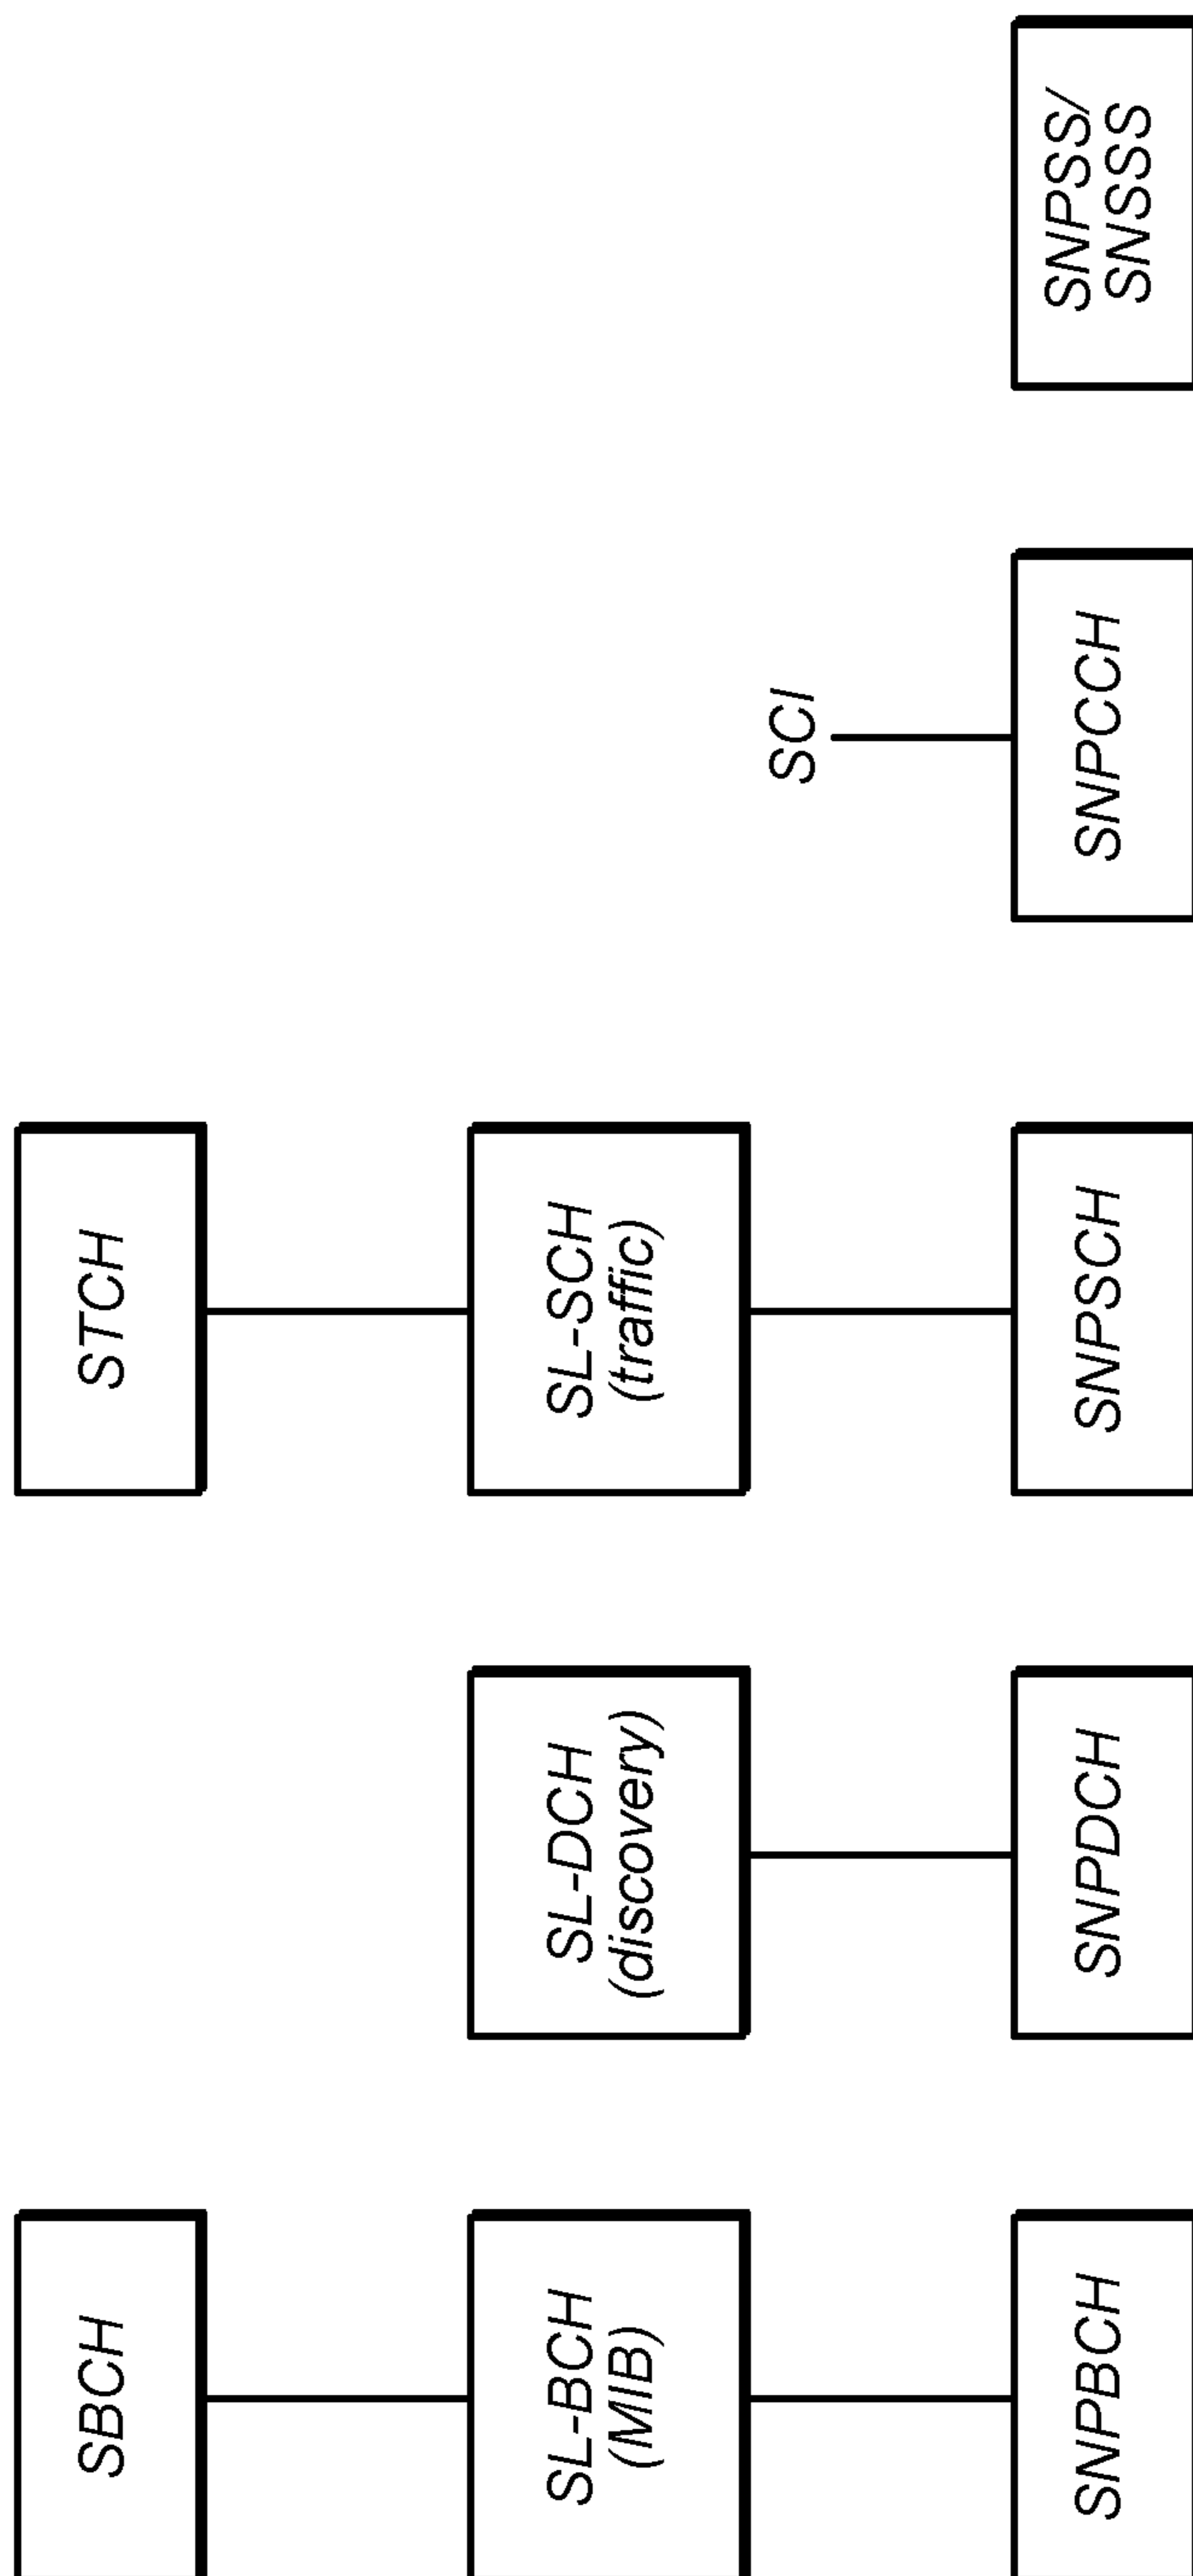 SBCH
STCH
SL-BCH
(MIB)
SL-DCH
(discovery)
SL-SCH
(traffic)
SCI
SNPBCH
SNPDCH
SNPSCH
SNPCCH
SNPSS/
SNSSS